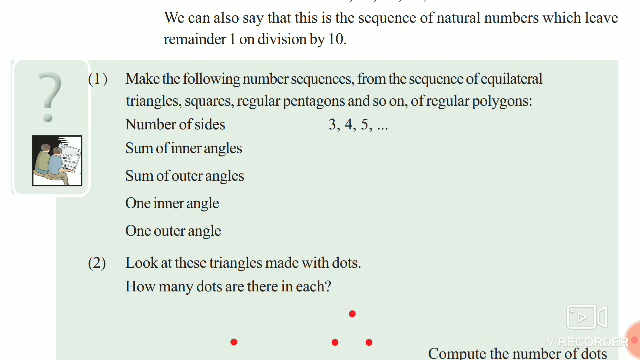 We can also say that this is the sequence of natural numbers which leave
remainder 1 on division by 10.
(1) Make the following number sequences, from the sequence of equilateral
triangles, squares, regular pentagons and so on, of regular polygons:
Number of sides 3, 4, 5, ...
Sum of inner angles
Sum of outer angles
One inner angle
One outer angle
(2) Look at these triangles made with dots.
How many dots are there in each?
Compute the number of dots
V RECORDER